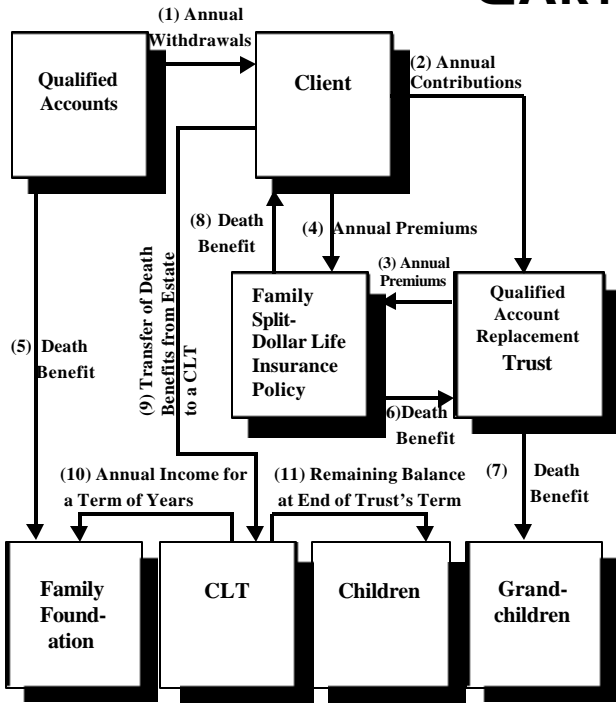 (1) Annual
Withdrawals
Qualified
Accounts
Client
(2) Annual
Contributions
(8) Death
Benefit
(4) Annual Premiums
(3) Annual
Premiums
(5) Death
Benefit
(9) Transfer of Death
Benefits from Estate
to a CLT
Family
Split-
Dollar Life
Insurance
Policy
Qualified
Account
Replacement
Trust
6)Death
Benefit
(10) Annual Income for
a Term of Years
(11) Remaining Balance
at End of Trust's Term
(7) Death
Benefit
Family
Found-
ation
CLT
Children
Grand-
children